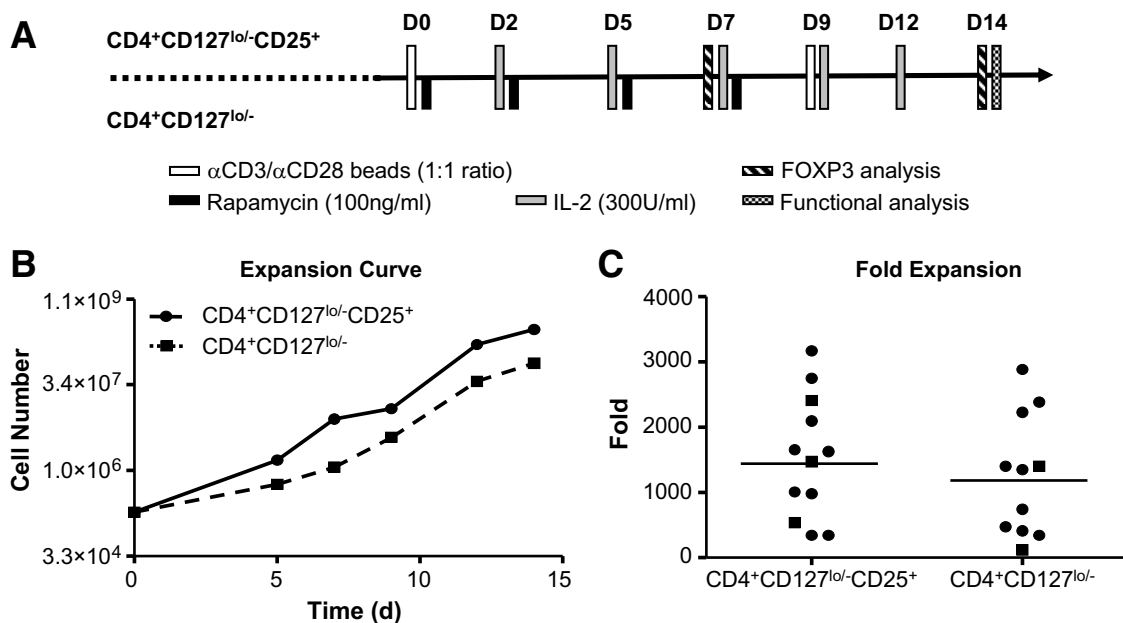 A
CD4+CD127lo/-CD25+
CD4+CD127lo/-
D0 D2 D5 D7 D9 D12 D14
αCD3/αCD28 beads (1:1 ratio)
FOXP3 analysis
Rapamycin (100ng/ml)
IL-2 (300U/ml)
Functional analysis
B
Expansion Curve
CD4+CD127lo/-CD25+
CD4+CD127lo/-
Cell Number
1.1×10⁹
3.4×10⁷
1.0×10⁶
3.3×10⁴
0 5 10 15
Time (d)
C
Fold Expansion
Fold
4000
3000
2000
1000
0
CD4+CD127lo/-CD25+ CD4+CD127lo/-